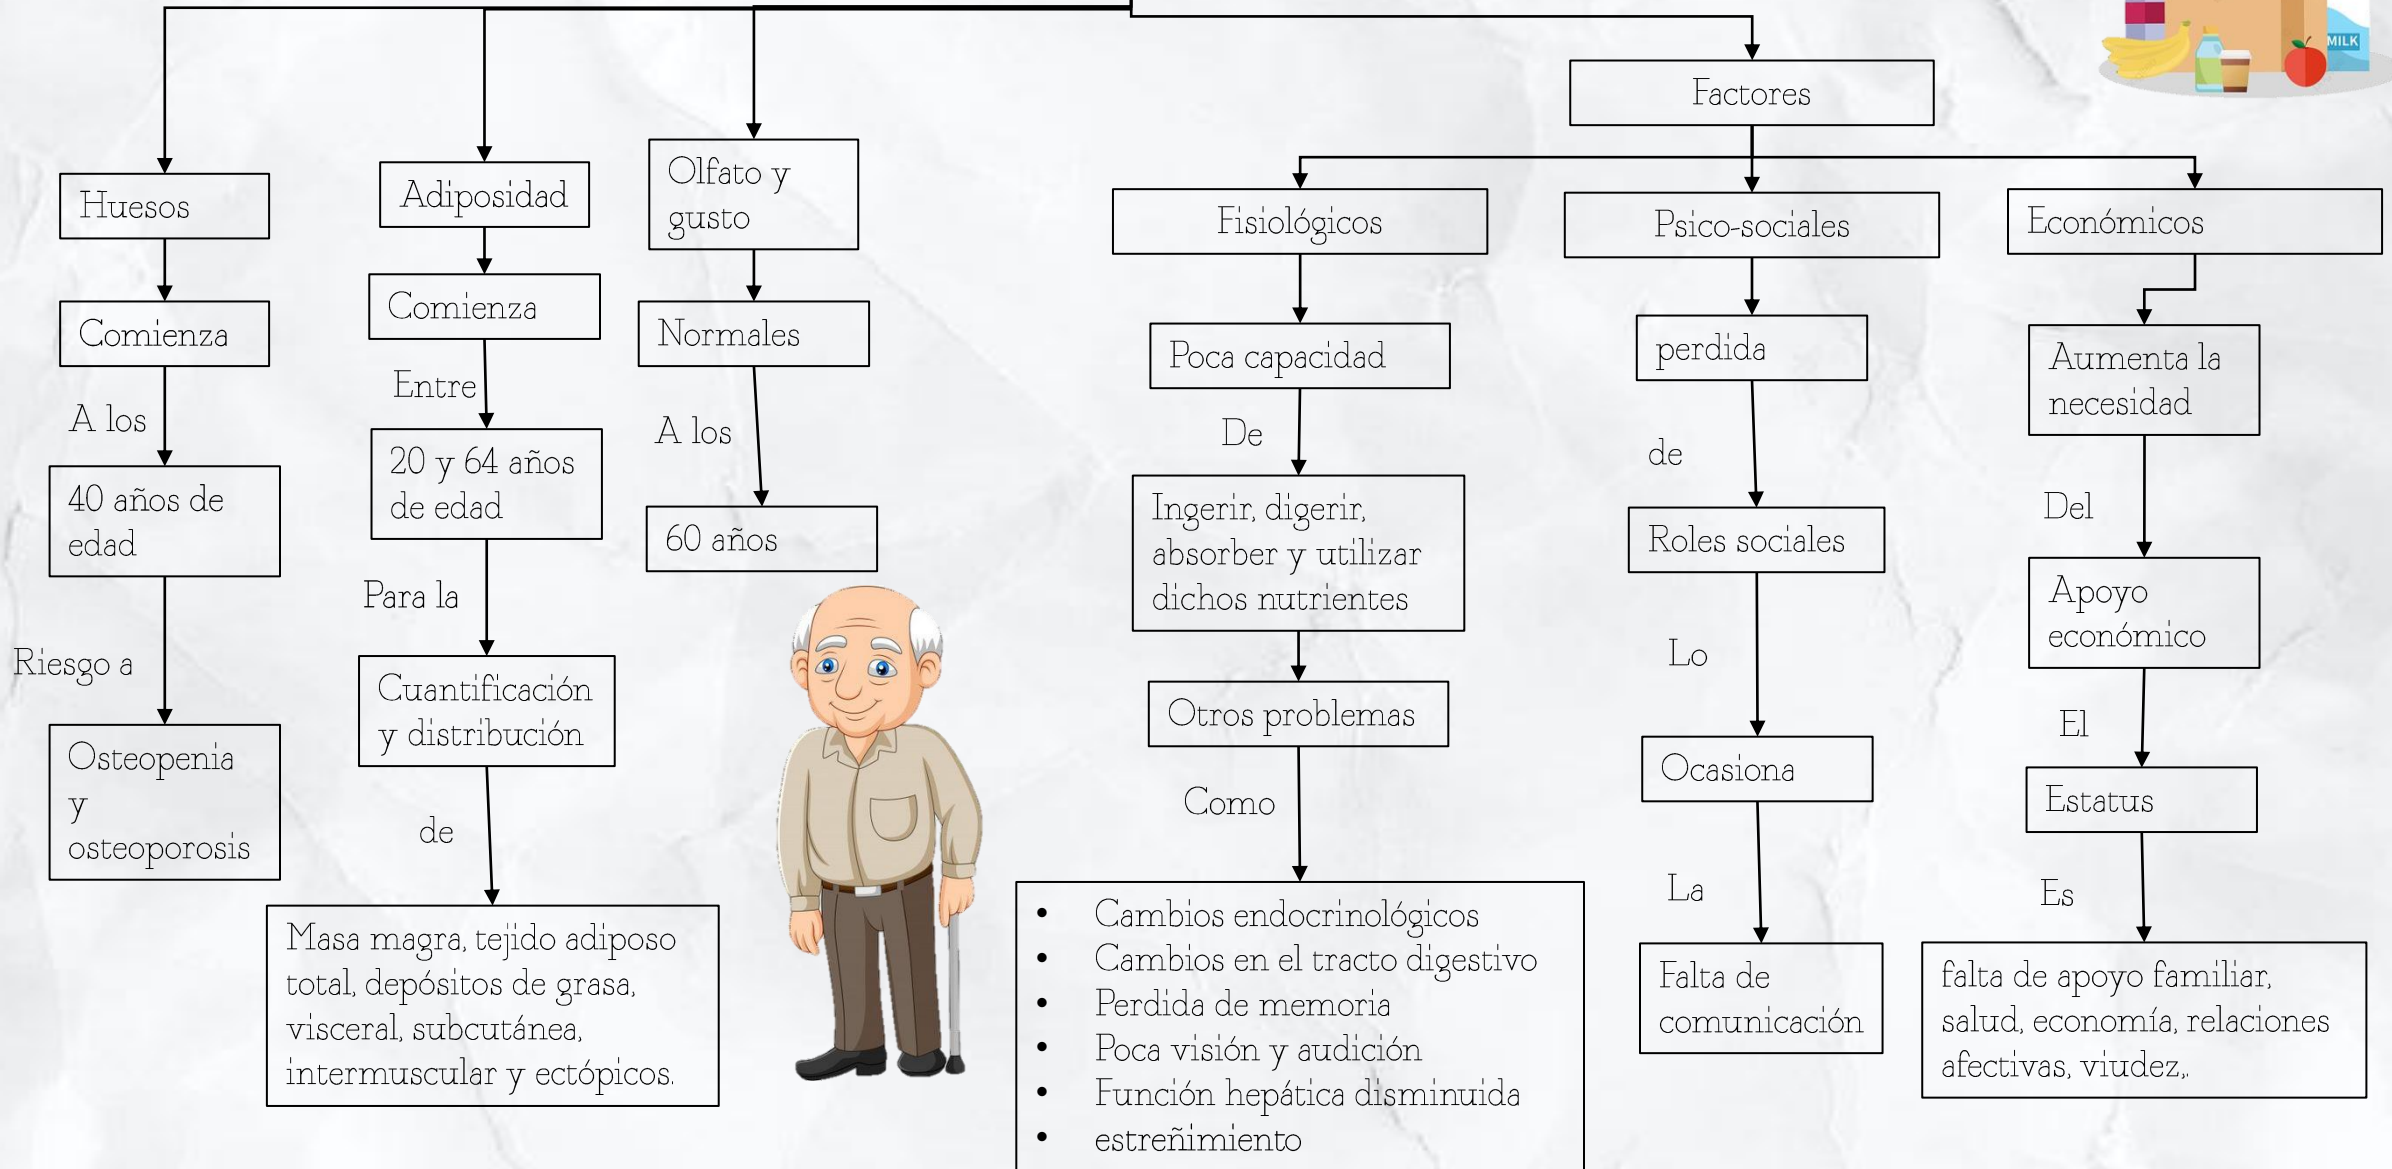 MILK
Huesos
Comienza
A los
40 años de
edad
Riesgo a
Osteopenia
y
osteoporosis
Adiposidad
Comienza
Entre
20 y 64 años
de edad
Para la
Cuantificación
y distribución
de
Masa magra, tejido adiposo
total, depósitos de grasa,
visceral, subcutánea,
intermuscular y ectópicos.
Olfato y
gusto
Normales
A los
60 años
Factores
Fisiológicos
Poca capacidad
De
Ingerir, digerir,
absorber y utilizar
dichos nutrientes
Otros problemas
Como
• Cambios endocrinológicos
• Cambios en el tracto digestivo
• Perdida de memoria
• Poca visión y audición
• Función hepática disminuida
• estreñimiento
Psico-sociales
perdida
de
Roles sociales
Lo
Ocasiona
La
Falta de
comunicación
Económicos
Aumenta la
necesidad
Del
Apoyo
económico
El
Estatus
Es
falta de apoyo familiar,
salud, economía, relaciones
afectivas, viudez,.